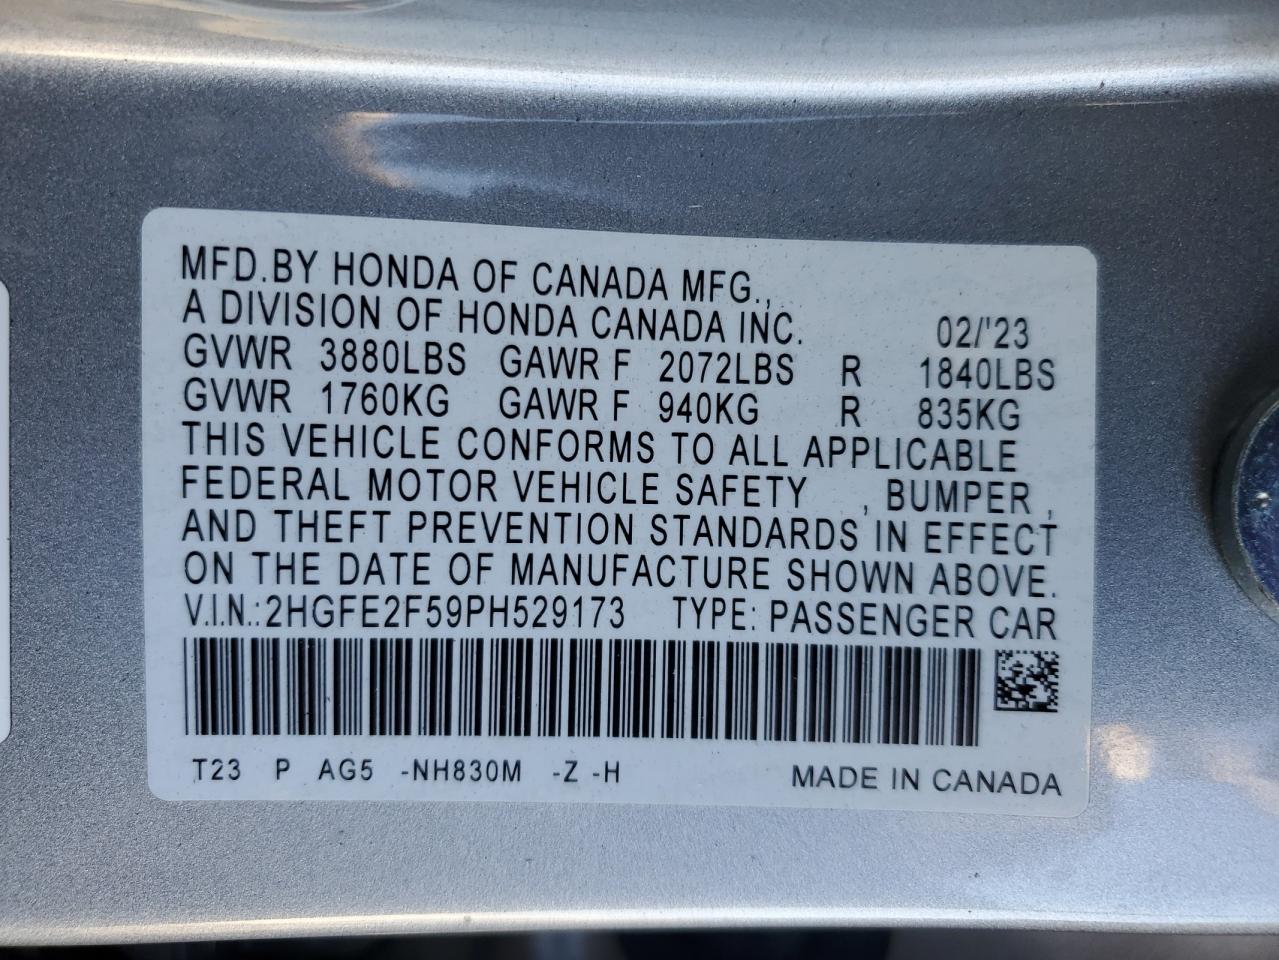 MFD.BY HONDA OF CANADA MFG.,
A DIVISION OF HONDA CANADA INC. 02/'23
GVWR 3880LBS GAWR F 2072LBS R 1840LBS
GVWR 1760KG GAWR F 940KG R 835KG
THIS VEHICLE CONFORMS TO ALL APPLICABLE
FEDERAL MOTOR VEHICLE SAFETY , BUMPER ,
AND THEFT PREVENTION STANDARDS IN EFFECT
ON THE DATE OF MANUFACTURE SHOWN ABOVE.
V.I.N.:2HGFE2F59PH529173 TYPE: PASSENGER CAR
T23 P AG5 -NH830M -Z -H MADE IN CANADA